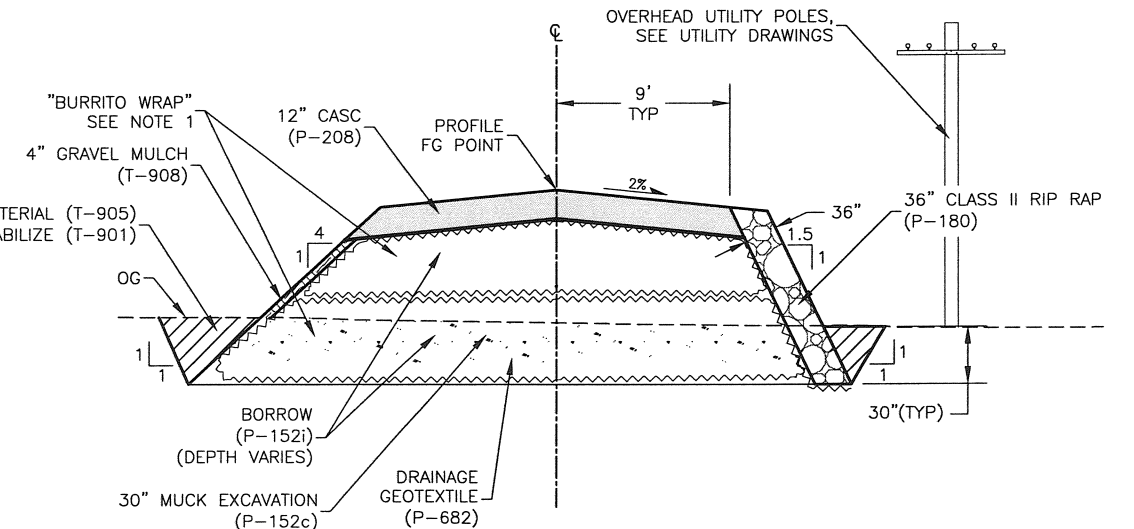 OVERHEAD UTILITY POLES,
SEE UTILITY DRAWINGS
℄
"BURRITO WRAP"
SEE NOTE 1
12" CASC
(P-208)
PROFILE
FG POINT
9'
TYP
4" GRAVEL MULCH
(T-908)
2%
36"
36" CLASS II RIP RAP
(P-180)
TERIAL (T-905)
ABILIZE (T-901)
4
1
1.5
1
OG
1
1
1
1
30"(TYP)
BORROW
(P-152i)
(DEPTH VARIES)
30" MUCK EXCAVATION
(P-152c)
DRAINAGE
GEOTEXTILE
(P-682)